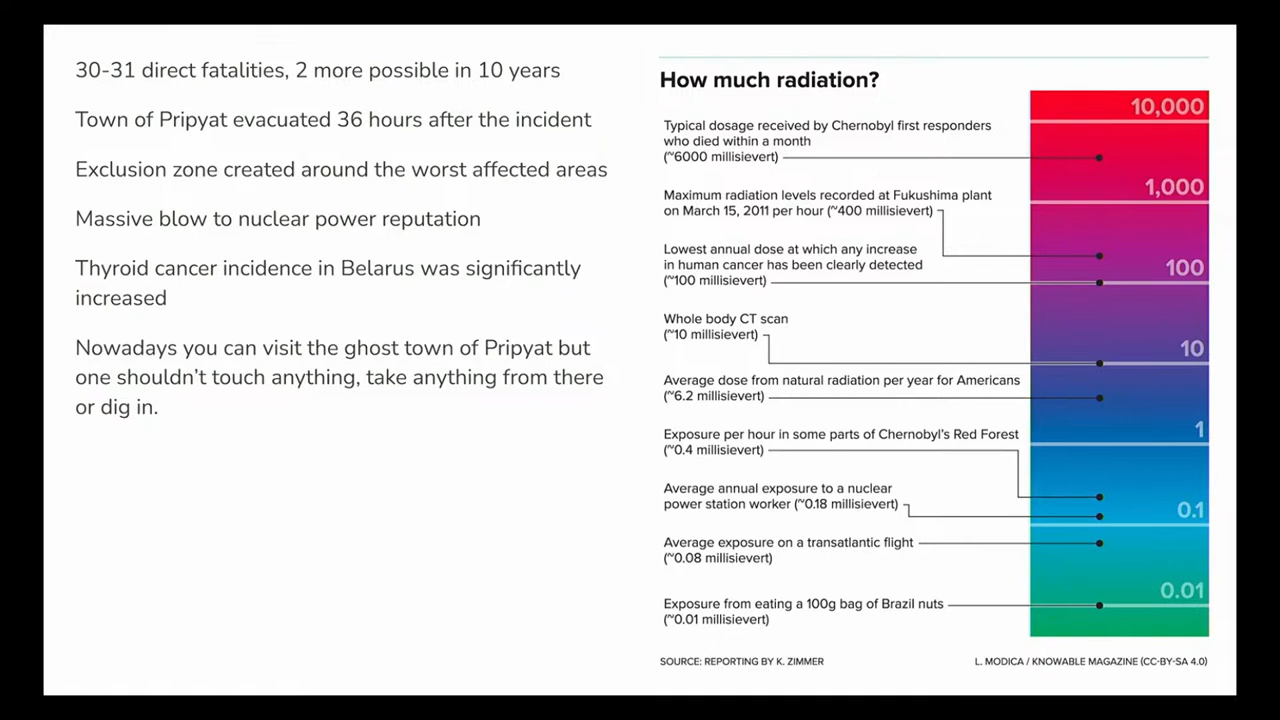 30-31 direct fatalities, 2 more possible in 10 years
Town of Pripyat evacuated 36 hours after the incident
Exclusion zone created around the worst affected areas
Massive blow to nuclear power reputation
Thyroid cancer incidence in Belarus was significantly
increased
Nowadays you can visit the ghost town of Pripyat but
one shouldn't touch anything, take anything from there
or dig in.
How much radiation?
10,000
Typical dosage received by Chernobyl first responders
who died within a month
(~6000 millisievert)
1,000
Maximum radiation levels recorded at Fukushima plant
on March 15, 2011 per hour (~400 millisievert)
Lowest annual dose at which any increase
in human cancer has been clearly detected
(~100 millisievert)
100
Whole body CT scan
(~10 millisievert)
10
Average dose from natural radiation per year for Americans
(~6.2 millisievert)
1
Exposure per hour in some parts of Chernobyl's Red Forest
(~0.4 millisievert)
Average annual exposure to a nuclear
power station worker (~0.18 millisievert)
0.1
Average exposure on a transatlantic flight
(~0.08 millisievert)
0.01
Exposure from eating a 100g bag of Brazil nuts
(~0.01 millisievert)
SOURCE: REPORTING BY K. ZIMMER
L. MODICA / KNOWABLE MAGAZINE (CC-BY-SA 4.0)